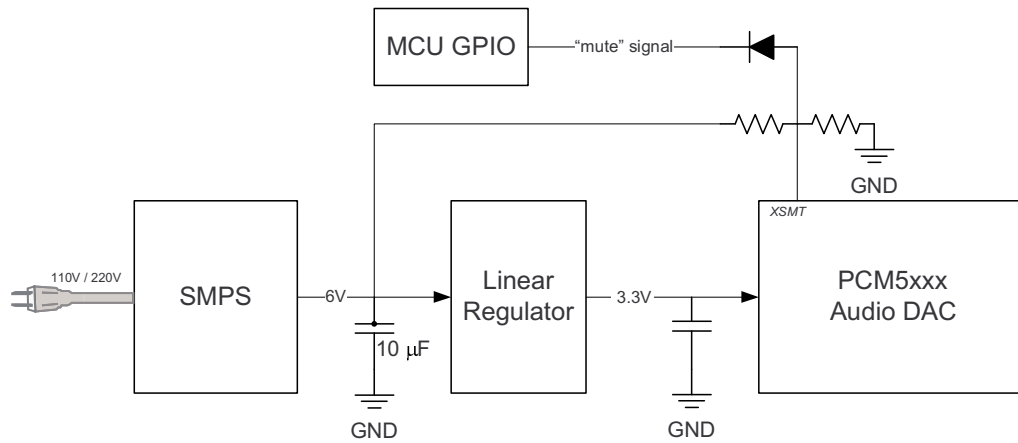 MCU GPIO
“mute” signal
GND
XSMT
110V / 220V
SMPS
6V
Linear
Regulator
3.3V
PCM5xxx
Audio DAC
10 μF
GND
GND